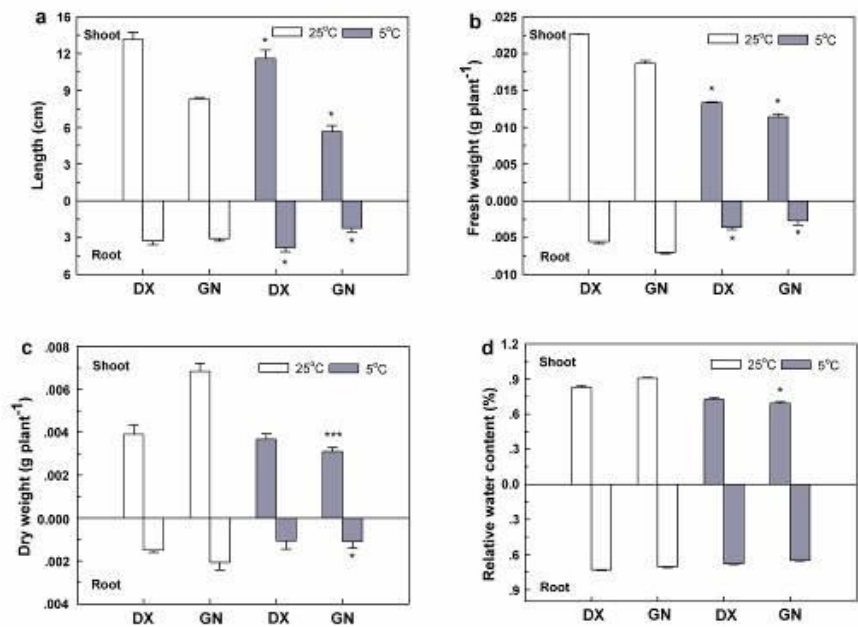 a
Shoot
25°C
5°C
Length (cm)
15
12
9
6
3
0
3
6
*
*
*
*
Root
DX
GN
DX
GN
b
Shoot
25°C
5°C
Fresh weight (g plant-1)
.025
.020
.015
.010
.005
0.000
.005
.010
*
*
*
*
Root
DX
GN
DX
GN
c
Shoot
25°C
5°C
Dry weight (g plant-1)
.008
.006
.004
.002
0.000
.002
.004
***
*
Root
DX
GN
DX
GN
d
Shoot
25°C
5°C
Relative water content (%)
1.2
.9
.6
.3
0.0
.3
.6
.9
*
Root
DX
GN
DX
GN